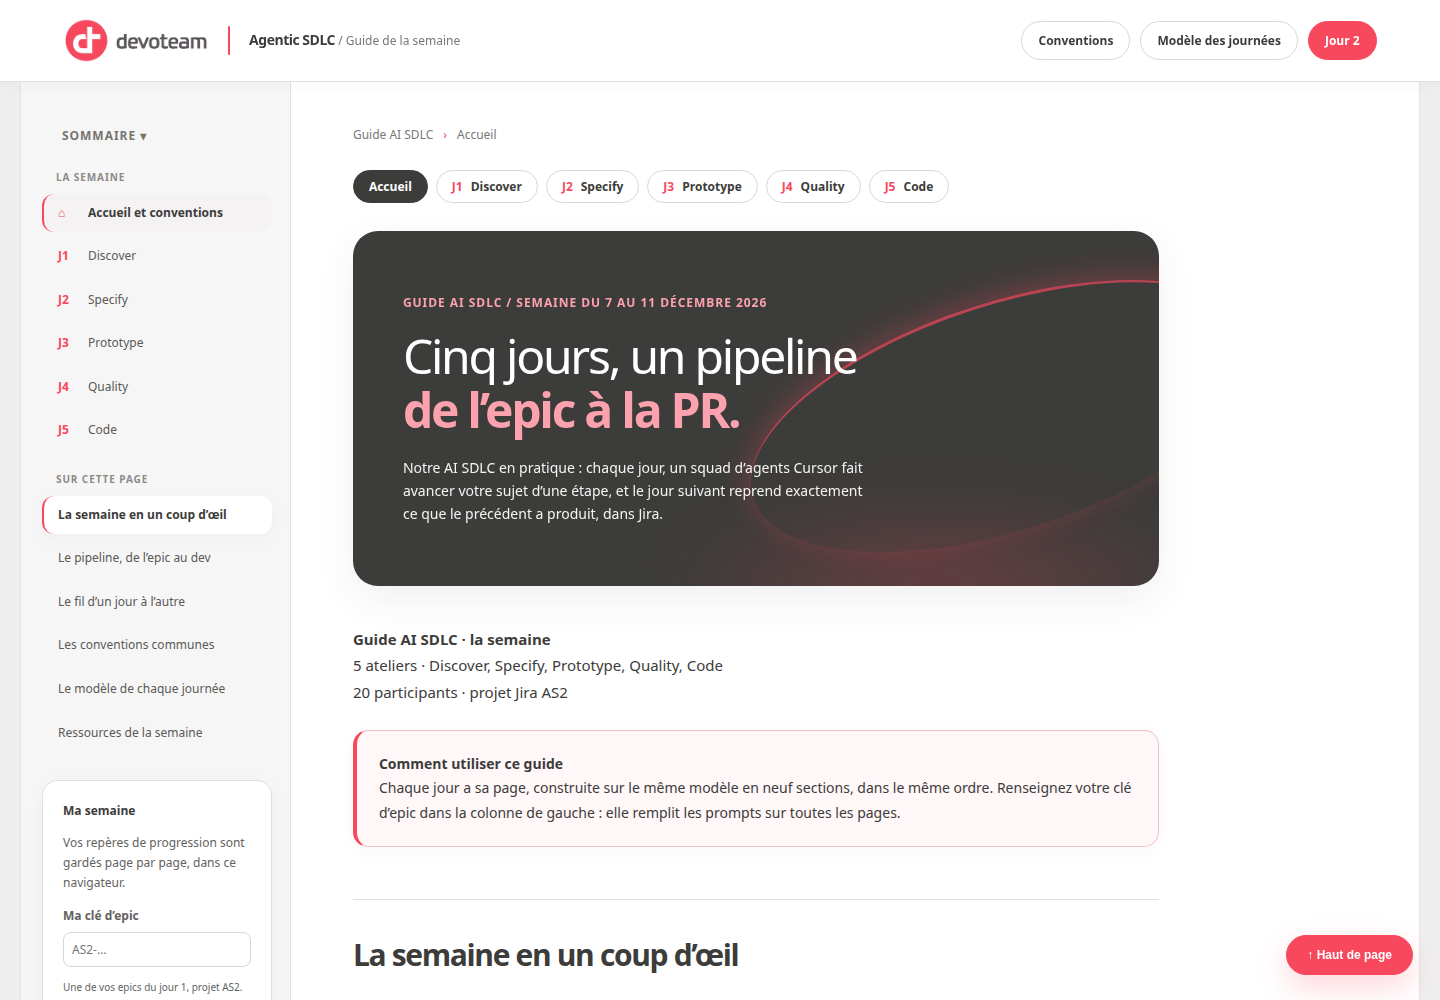 devoteam
Agentic SDLC / Guide de la semaine
Conventions
Modèle des journées
Jour 2
SOMMAIRE ▾
LA SEMAINE
⌂ Accueil et conventions
J1 Discover
J2 Specify
J3 Prototype
J4 Quality
J5 Code
SUR CETTE PAGE
La semaine en un coup d’œil
Le pipeline, de l’epic au dev
Le fil d’un jour à l’autre
Les conventions communes
Le modèle de chaque journée
Ressources de la semaine
Ma semaine
Vos repères de progression sont
gardés page par page, dans ce
navigateur.
Ma clé d’epic
AS2-...
Une de vos epics du jour 1, projet AS2.
Guide AI SDLC › Accueil
Accueil
J1 Discover
J2 Specify
J3 Prototype
J4 Quality
J5 Code
GUIDE AI SDLC / SEMAINE DU 7 AU 11 DÉCEMBRE 2026
Cinq jours, un pipeline
de l’epic à la PR.
Notre AI SDLC en pratique : chaque jour, un squad d’agents Cursor fait
avancer votre sujet d’une étape, et le jour suivant reprend exactement
ce que le précédent a produit, dans Jira.
Guide AI SDLC · la semaine
5 ateliers · Discover, Specify, Prototype, Quality, Code
20 participants · projet Jira AS2
Comment utiliser ce guide
Chaque jour a sa page, construite sur le même modèle en neuf sections, dans le même ordre. Renseignez votre clé
d’epic dans la colonne de gauche : elle remplit les prompts sur toutes les pages.
La semaine en un coup d’œil
↑ Haut de page